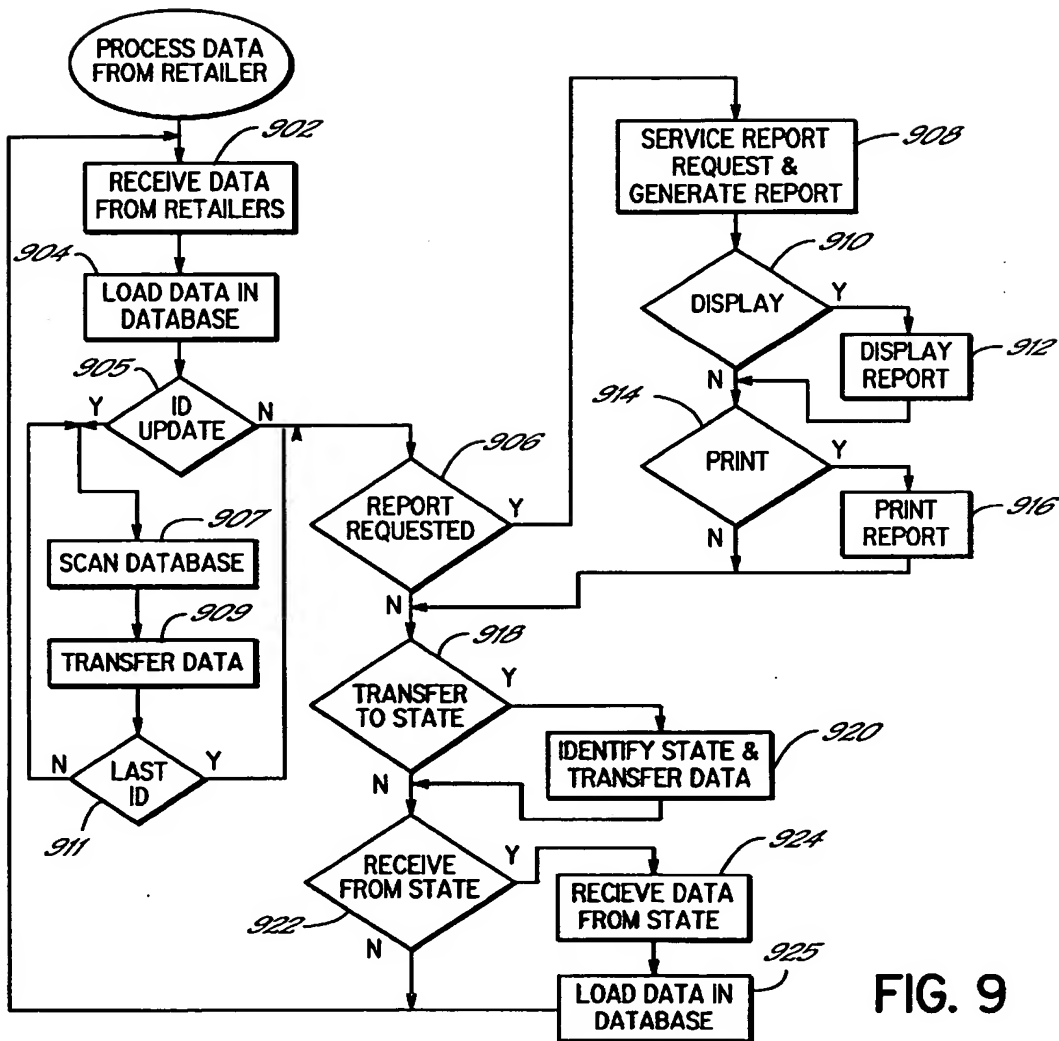 PROCESS DATA
FROM RETAILER
902
RECEIVE DATA
FROM RETAILERS
904
LOAD DATA IN
DATABASE
905
Y
ID
UPDATE
N
907
SCAN DATABASE
909
TRANSFER DATA
N
LAST
ID
Y
911
906
REPORT
REQUESTED
Y
N
908
SERVICE REPORT
REQUEST &
GENERATE REPORT
910
DISPLAY
Y
N
DISPLAY
REPORT
912
914
PRINT
Y
N
PRINT
REPORT
916
918
TRANSFER
TO STATE
Y
N
IDENTIFY STATE &
TRANSFER DATA
920
RECEIVE
FROM STATE
Y
922
N
924
RECIEVE DATA
FROM STATE
925
LOAD DATA IN
DATABASE
FIG. 9